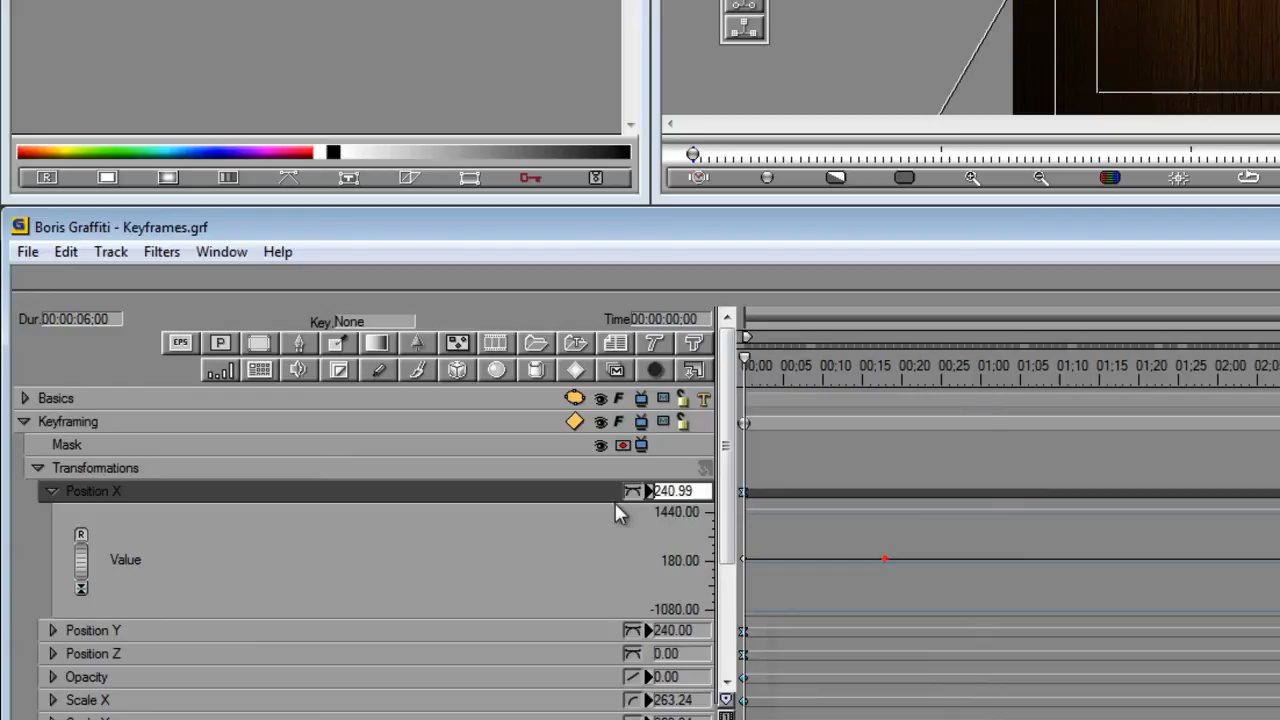 Boris Graffiti - Keyframes.grf
File Edit Track Filters Window Help
Dur.00:00:06;00 Key.None Time00:00:00;00
EPS P T T
00:00 00:05 00:10 00:15 00:20 00:25 01:00 01:05 01:10 01:15 01:20 01:25 02:00
Basics F T
Keyframing F
Mask
Transformations
Position X 240.99
1440.00
R
Value 180.00
-1080.00
Position Y 240.00
Position Z 0.00
Opacity 0.00
Scale X 263.24